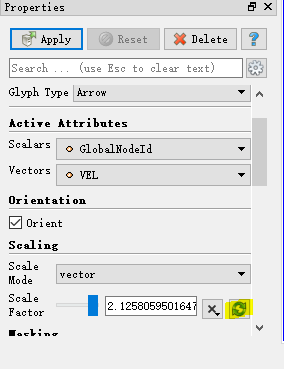 Properties
Apply Reset Delete ?
Search ... (use Esc to clear text)
Glyph Type Arrow
Active Attributes
Scalars GlobalNodeId
Vectors VEL
Orientation
Orient
Scaling
Scale Mode vector
Scale Factor 2.1258059501647
Masking